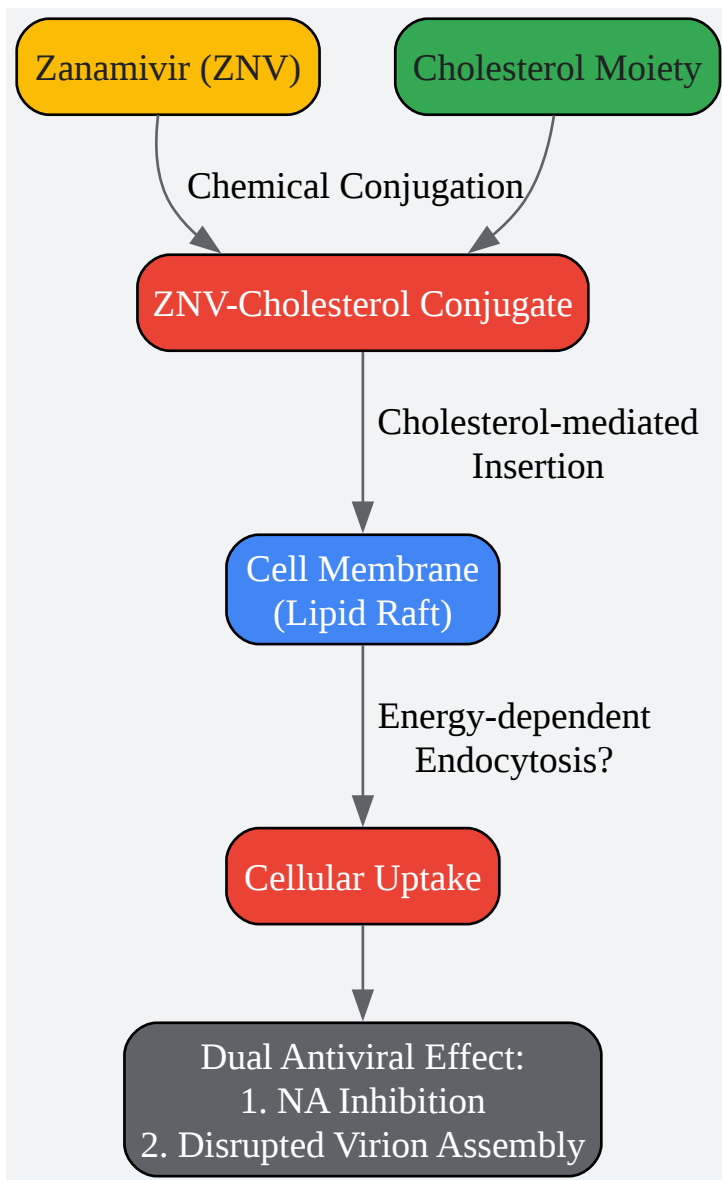 Zanamivir (ZNV)
Cholesterol Moiety
Chemical Conjugation
ZNV-Cholesterol Conjugate
Cholesterol-mediated
Insertion
Cell Membrane
(Lipid Raft)
Energy-dependent
Endocytosis?
Cellular Uptake
Dual Antiviral Effect:
1. NA Inhibition
2. Disrupted Virion Assembly